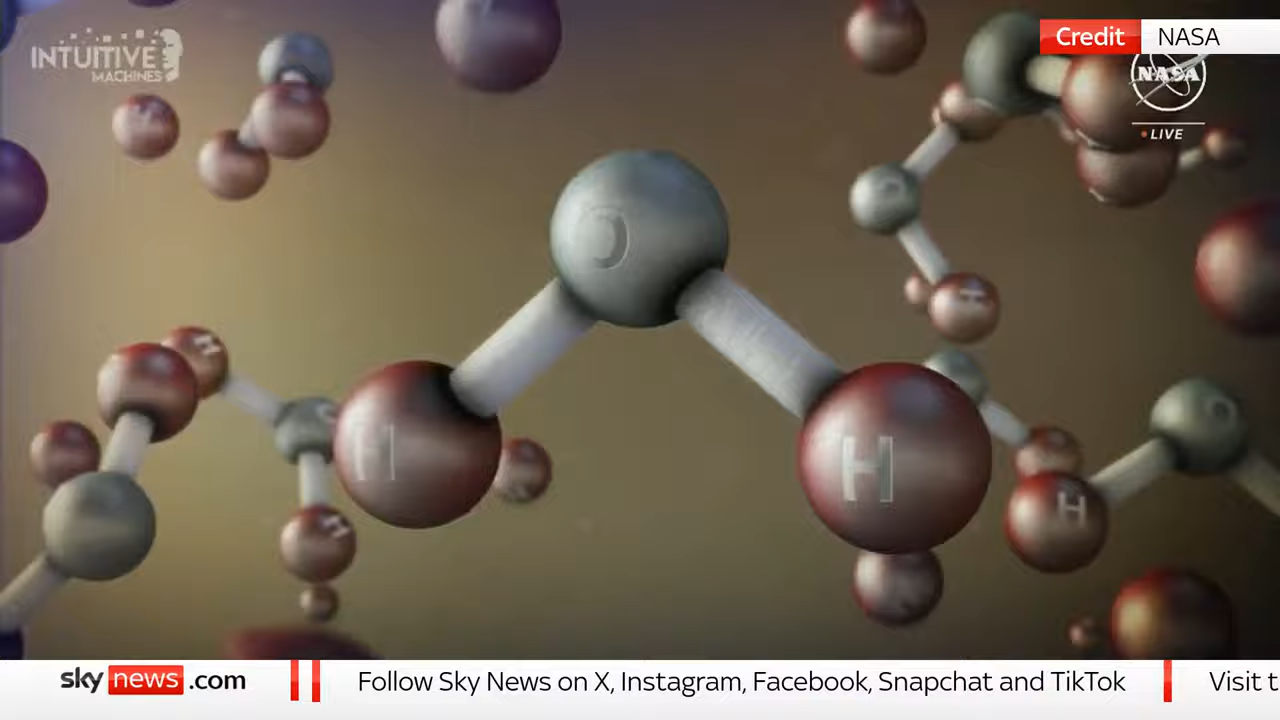 INTUITIVE
MACHINES
Credit NASA
NASA
LIVE
O
O
H
H
H
H
O
H
O
H
H
sky news.com
Follow Sky News on X, Instagram, Facebook, Snapchat and TikTok
Visit t